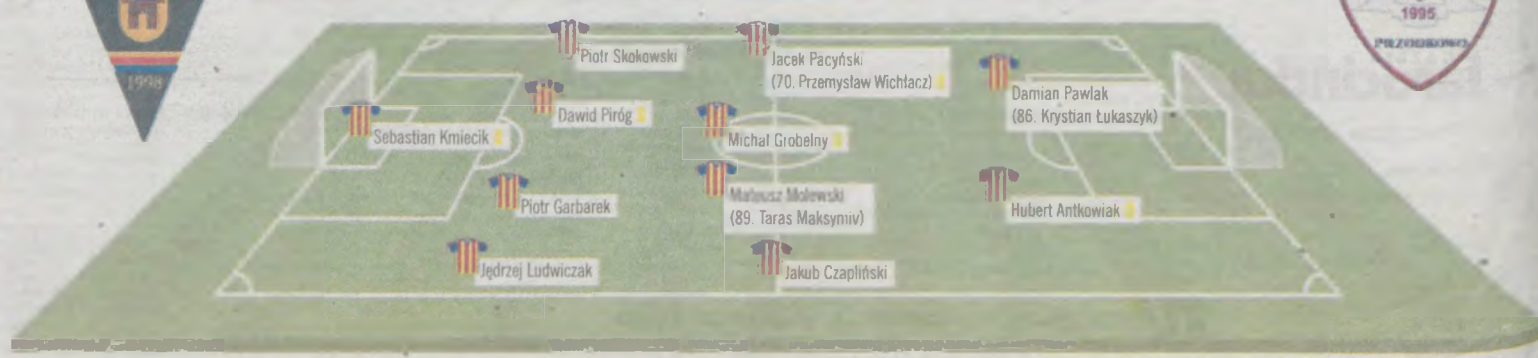 1998
1995
Piotr Skokowski
Jacek Pacyński
(70. Przemysław Wichłacz)
Damian Pawlak
(86. Krystian Łukaszyk)
Dawid Piróg
Sebastian Kmiecik
Michał Grobelny
Piotr Garbarek
Mateusz Molewski
(89. Taras Maksymiv)
Hubert Antkowiak
Jędrzej Ludwiczak
Jakub Czapliński